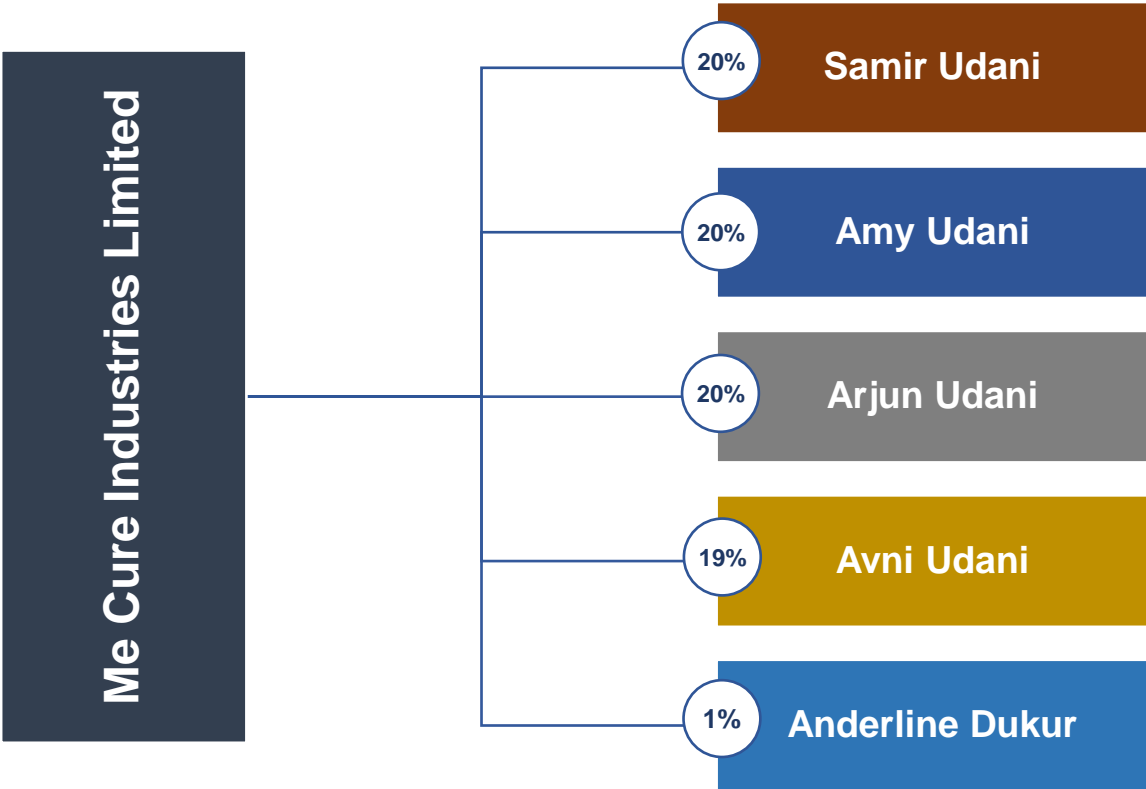 Me Cure Industries Limited
20%
Samir Udani
20%
Amy Udani
20%
Arjun Udani
19%
Avni Udani
1%
Anderline Dukur